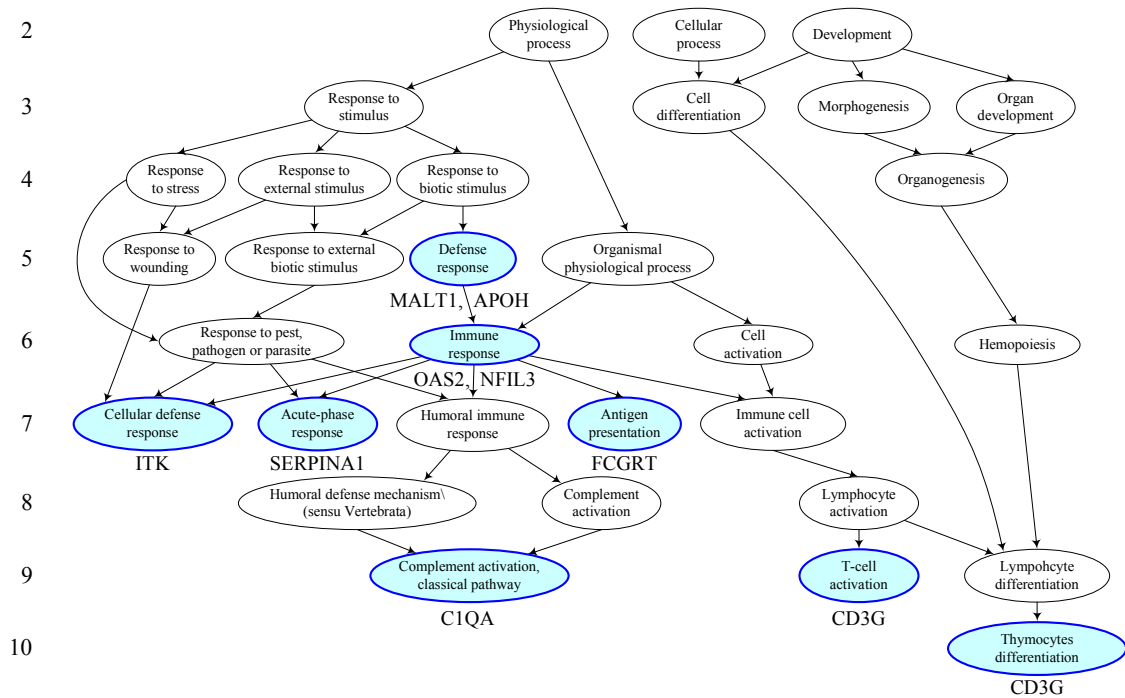 2
Physiological
process
Cellular
process
Development
3
Response to
stimulus
Cell
differentiation
Morphogenesis
Organ
development
4
Response
to stress
Response to
external stimulus
Response to
biotic stimulus
Organogenesis
5
Response to
wounding
Response to external
biotic stimulus
Defense
response
Organismal
physiological process
MALT1, APOH
6
Response to pest,
pathogen or parasite
Immune
response
Cell
activation
Hemopoiesis
OAS2, NFIL3
7
Cellular defense
response
Acute-phase
response
Humoral immune
response
Antigen
presentation
Immune cell
activation
ITK
SERPINA1
FCGRT
8
Humoral defense mechanism\
(sensu Vertebrata)
Complement
activation
Lymphocyte
activation
9
Complement activation,
classical pathway
T-cell
activation
Lympohcyte
differentiation
C1QA
CD3G
10
Thymocytes
differentiation
CD3G